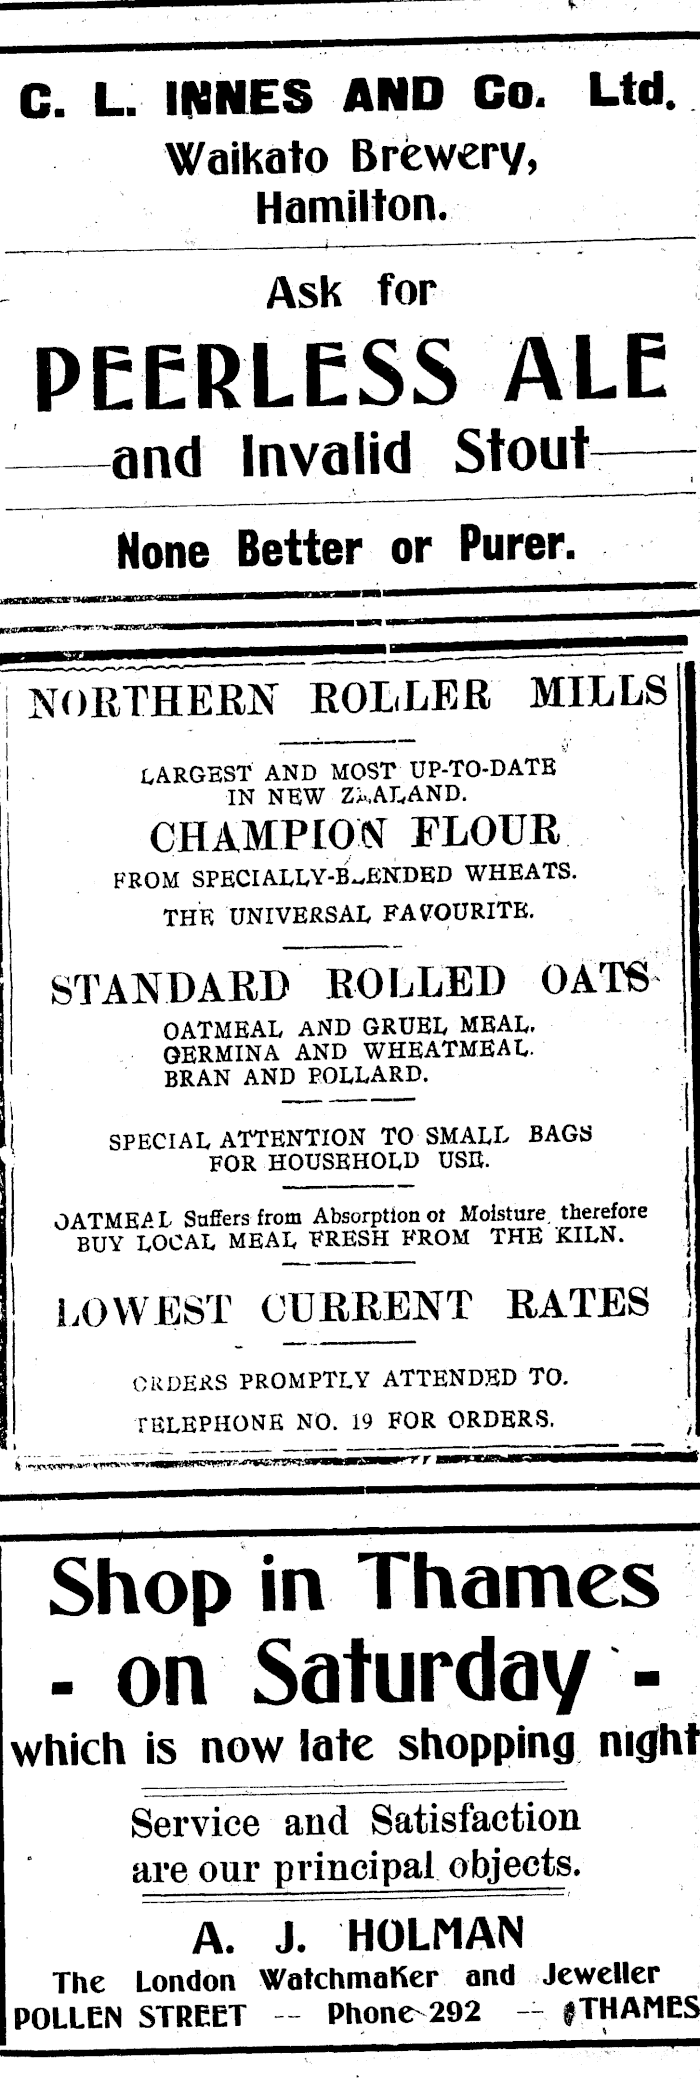 C. L. INNES AND Co. Ltd.
Waikato Brewery,
Hamilton.
Ask for
PEERLESS ALE
and Invalid Stout
None Better or Purer.
NORTHERN ROLLER MILLS
LARGEST AND MOST UP-TO-DATE
IN NEW ZEALAND.
CHAMPION FLOUR
FROM SPECIALLY-BLENDED WHEATS.
THE UNIVERSAL FAVOURITE.
STANDARD ROLLED OATS
OATMEAL AND GRUEL MEAL.
GERMINA AND WHEATMEAL.
BRAN AND POLLARD.
SPECIAL ATTENTION TO SMALL BAGS
FOR HOUSEHOLD USE.
OATMEAL Suffers from Absorption of Moisture, therefore
BUY LOCAL MEAL FRESH FROM THE KILN.
LOWEST CURRENT RATES
ORDERS PROMPTLY ATTENDED TO.
TELEPHONE NO. 19 FOR ORDERS.
Shop in Thames
- on Saturday -
which is now late shopping night
Service and Satisfaction
are our principal objects.
A. J. HOLMAN
The London Watchmaker and Jeweller
POLLEN STREET -- Phone 292 -- THAMES